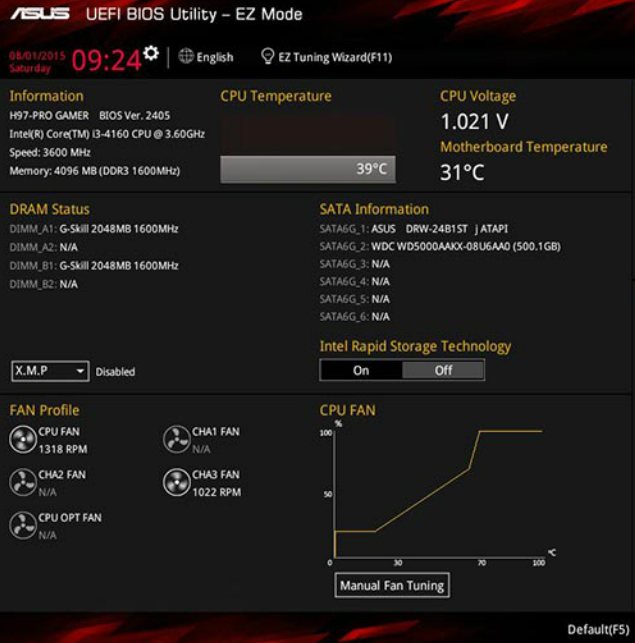 ASUS UEFI BIOS Utility – EZ Mode
08/01/2015
Saturday
09:24
English
EZ Tuning Wizard(F11)
Information
H97-PRO GAMER BIOS Ver. 2405
Intel(R) Core(TM) i3-4160 CPU @ 3.60GHz
Speed: 3600 MHz
Memory: 4096 MB (DDR3 1600MHz)
CPU Temperature
39°C
CPU Voltage
1.021 V
Motherboard Temperature
31°C
DRAM Status
DIMM_A1: G-Skill 2048MB 1600MHz
DIMM_A2: N/A
DIMM_B1: G-Skill 2048MB 1600MHz
DIMM_B2: N/A
X.M.P
Disabled
SATA Information
SATA6G_1: ASUS DRW-24B1ST j ATAPI
SATA6G_2: WDC WD5000AAKX-08U6AA0 (500.1GB)
SATA6G_3: N/A
SATA6G_4: N/A
SATA6G_5: N/A
SATA6G_6: N/A
Intel Rapid Storage Technology
On Off
FAN Profile
CPU FAN
1318 RPM
CHA1 FAN
N/A
CHA2 FAN
N/A
CHA3 FAN
1022 RPM
CPU OPT FAN
N/A
CPU FAN
%
100
50
0 30 70 100
°C
Manual Fan Tuning
Default(F5)